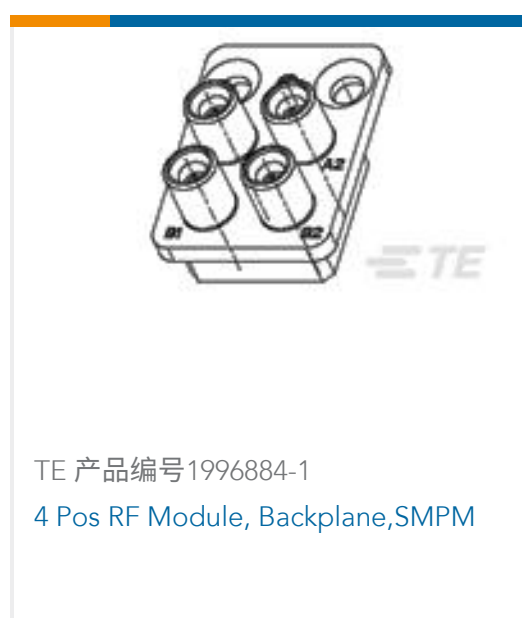 A2
B1
B2
TE
TE 产品编号1996884-1
4 Pos RF Module, Backplane,SMPM